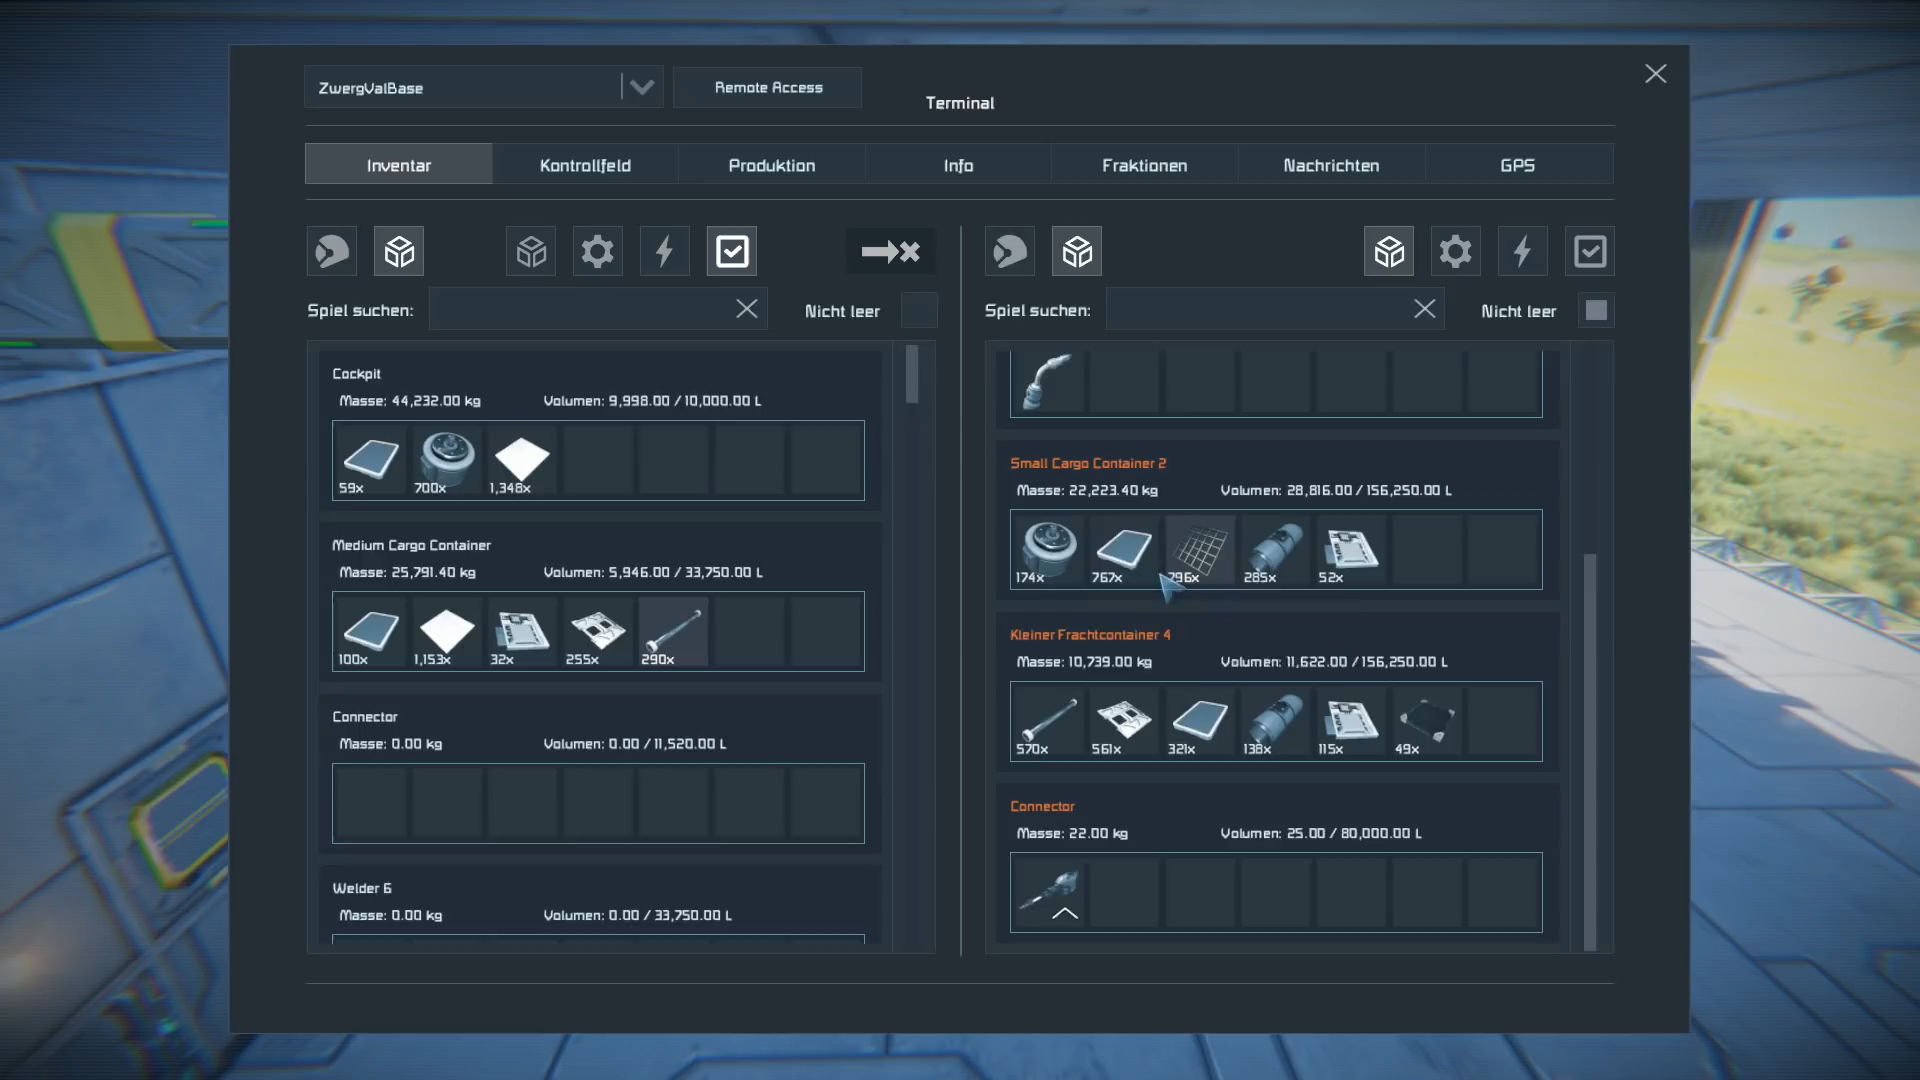 ZwergValBase
Remote Access
Terminal
Inventar
Kontrollfeld
Produktion
Info
Fraktionen
Nachrichten
GPS
Spiel suchen:
Nicht leer
Spiel suchen:
Nicht leer
Cockpit
Masse: 44,232.00 kg
Volumen: 9,998.00 / 10,000.00 L
59x
700x
1,348x
Medium Cargo Container
Masse: 25,791.40 kg
Volumen: 5,946.00 / 33,750.00 L
100x
1,153x
32x
255x
290x
Connector
Masse: 0.00 kg
Volumen: 0.00 / 11,520.00 L
Welder 6
Masse: 0.00 kg
Volumen: 0.00 / 33,750.00 L
Small Cargo Container 2
Masse: 22,223.40 kg
Volumen: 28,816.00 / 156,250.00 L
174x
767x
796x
285x
52x
Kleiner Frachtcontainer 4
Masse: 10,739.00 kg
Volumen: 11,622.00 / 156,250.00 L
570x
561x
321x
138x
115x
49x
Connector
Masse: 22.00 kg
Volumen: 25.00 / 80,000.00 L